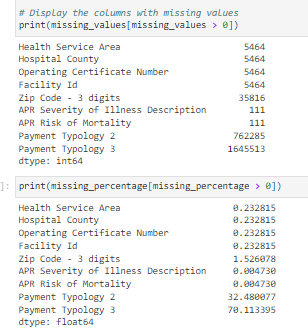 # Display the columns with missing values
print(missing_values[missing_values > 0])
Health Service Area 5464
Hospital County 5464
Operating Certificate Number 5464
Facility Id 5464
Zip Code - 3 digits 35816
APR Severity of Illness Description 111
APR Risk of Mortality 111
Payment Typology 2 762285
Payment Typology 3 1645513
dtype: int64
]: print(missing_percentage[missing_percentage > 0])
Health Service Area 0.232815
Hospital County 0.232815
Operating Certificate Number 0.232815
Facility Id 0.232815
Zip Code - 3 digits 1.526078
APR Severity of Illness Description 0.004730
APR Risk of Mortality 0.004730
Payment Typology 2 32.480077
Payment Typology 3 70.113395
dtype: float64